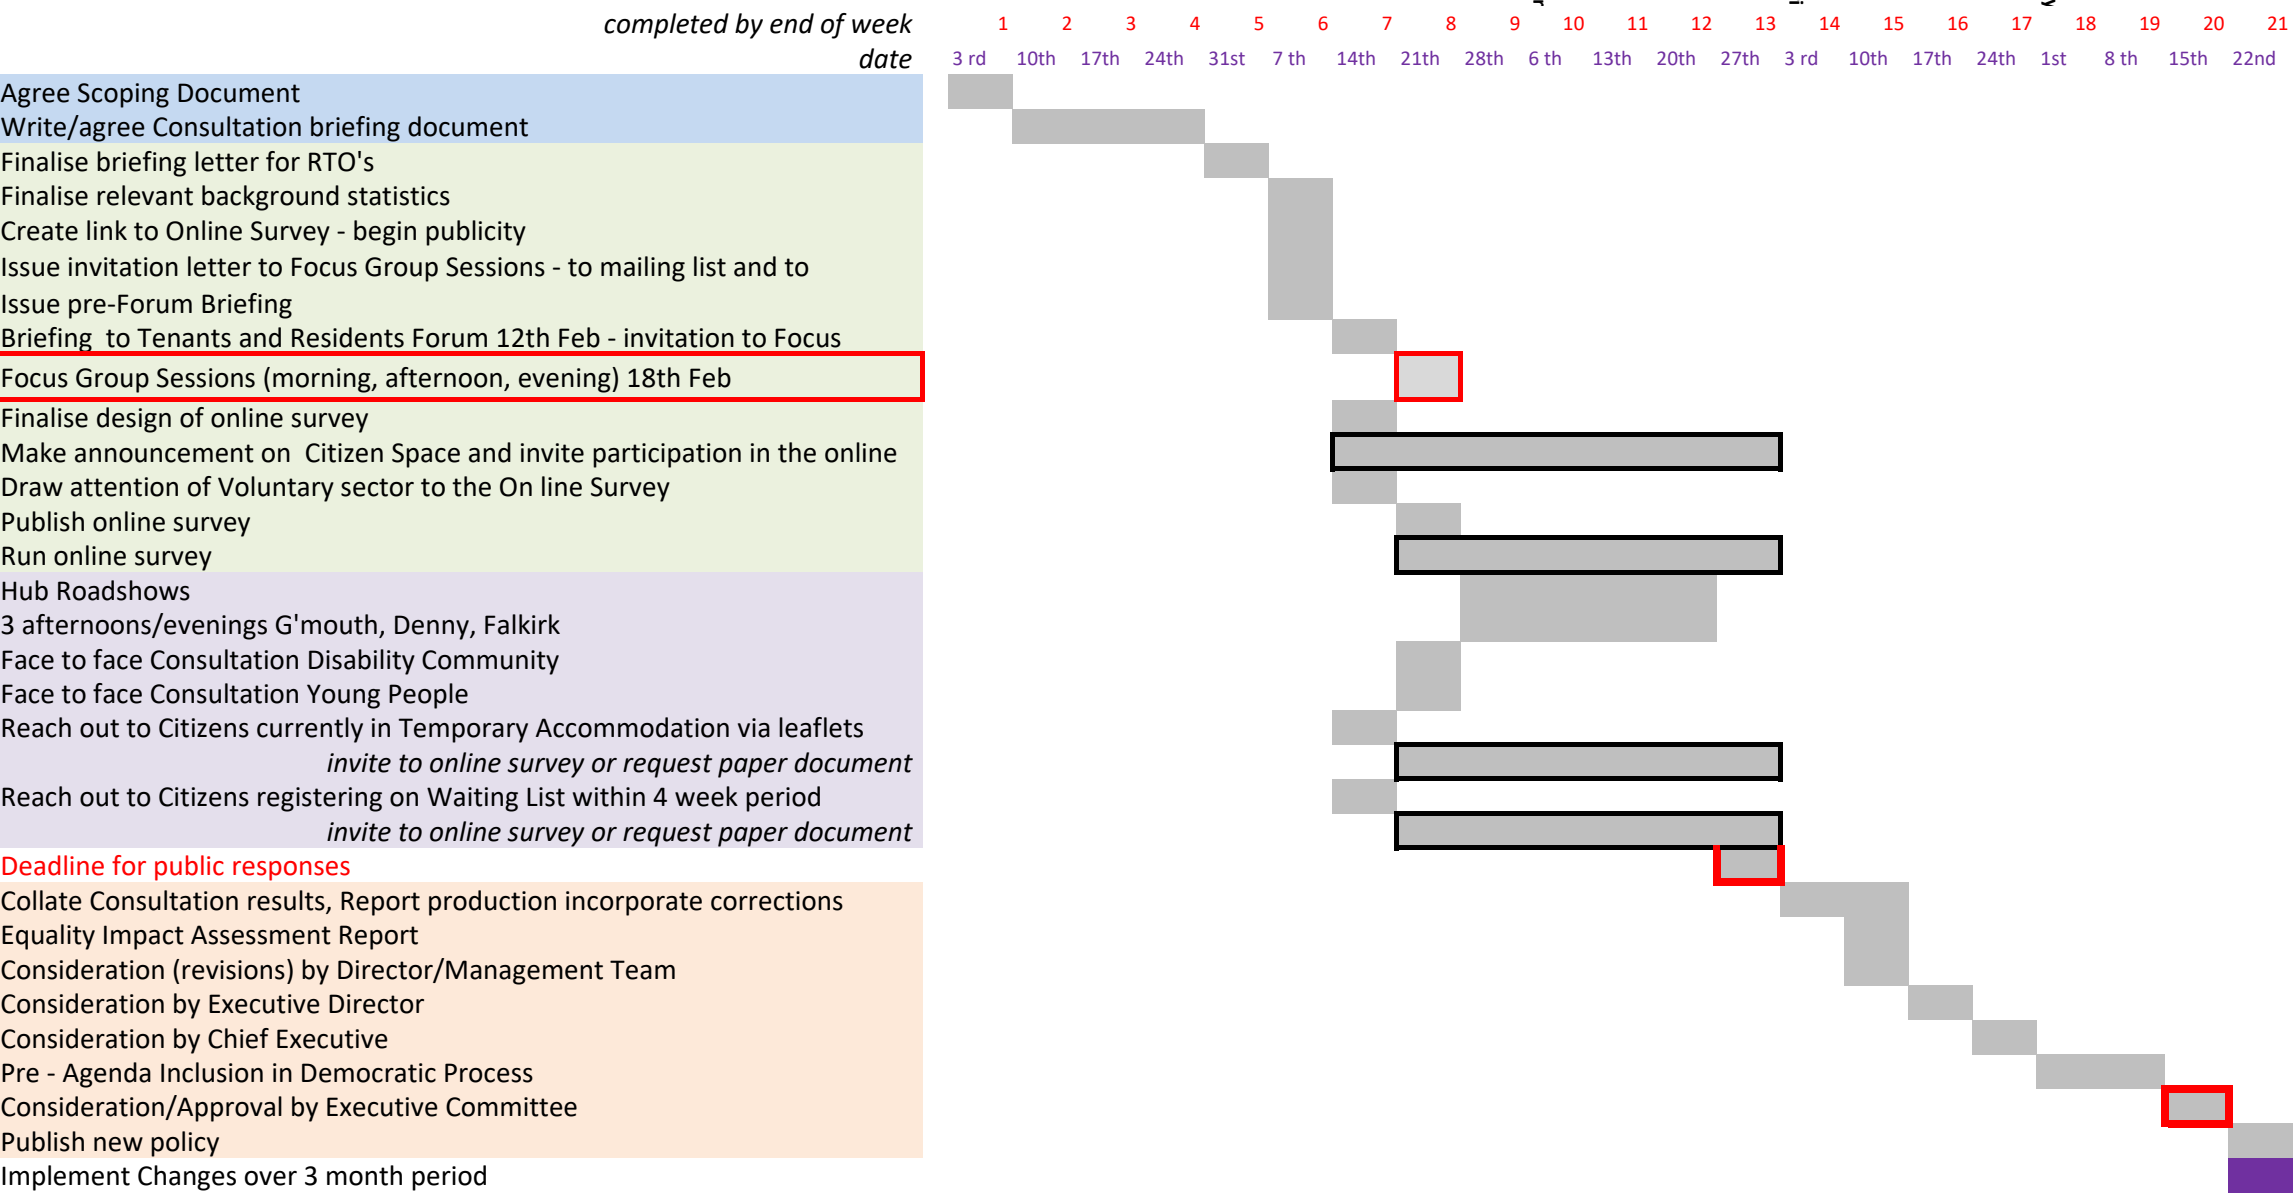 completed by end of week 1 2 3 4 5 6 7 8 9 10 11 12 13 14 15 16 17 18 19 20 21
date 3 rd 10th 17th 24th 31st 7 th 14th 21th 28th 6 th 13th 20th 27th 3 rd 10th 17th 24th 1st 8 th 15th 22nd
Agree Scoping Document
Write/agree Consultation briefing document
Finalise briefing letter for RTO's
Finalise relevant background statistics
Create link to Online Survey - begin publicity
Issue invitation letter to Focus Group Sessions - to mailing list and to
Issue pre-Forum Briefing
Briefing to Tenants and Residents Forum 12th Feb - invitation to Focus
Focus Group Sessions (morning, afternoon, evening) 18th Feb
Finalise design of online survey
Make announcement on Citizen Space and invite participation in the online
Draw attention of Voluntary sector to the On line Survey
Publish online survey
Run online survey
Hub Roadshows
3 afternoons/evenings G'mouth, Denny, Falkirk
Face to face Consultation Disability Community
Face to face Consultation Young People
Reach out to Citizens currently in Temporary Accommodation via leaflets
invite to online survey or request paper document
Reach out to Citizens registering on Waiting List within 4 week period
invite to online survey or request paper document
Deadline for public responses
Collate Consultation results, Report production incorporate corrections
Equality Impact Assessment Report
Consideration (revisions) by Director/Management Team
Consideration by Executive Director
Consideration by Chief Executive
Pre - Agenda Inclusion in Democratic Process
Consideration/Approval by Executive Committee
Publish new policy
Implement Changes over 3 month period